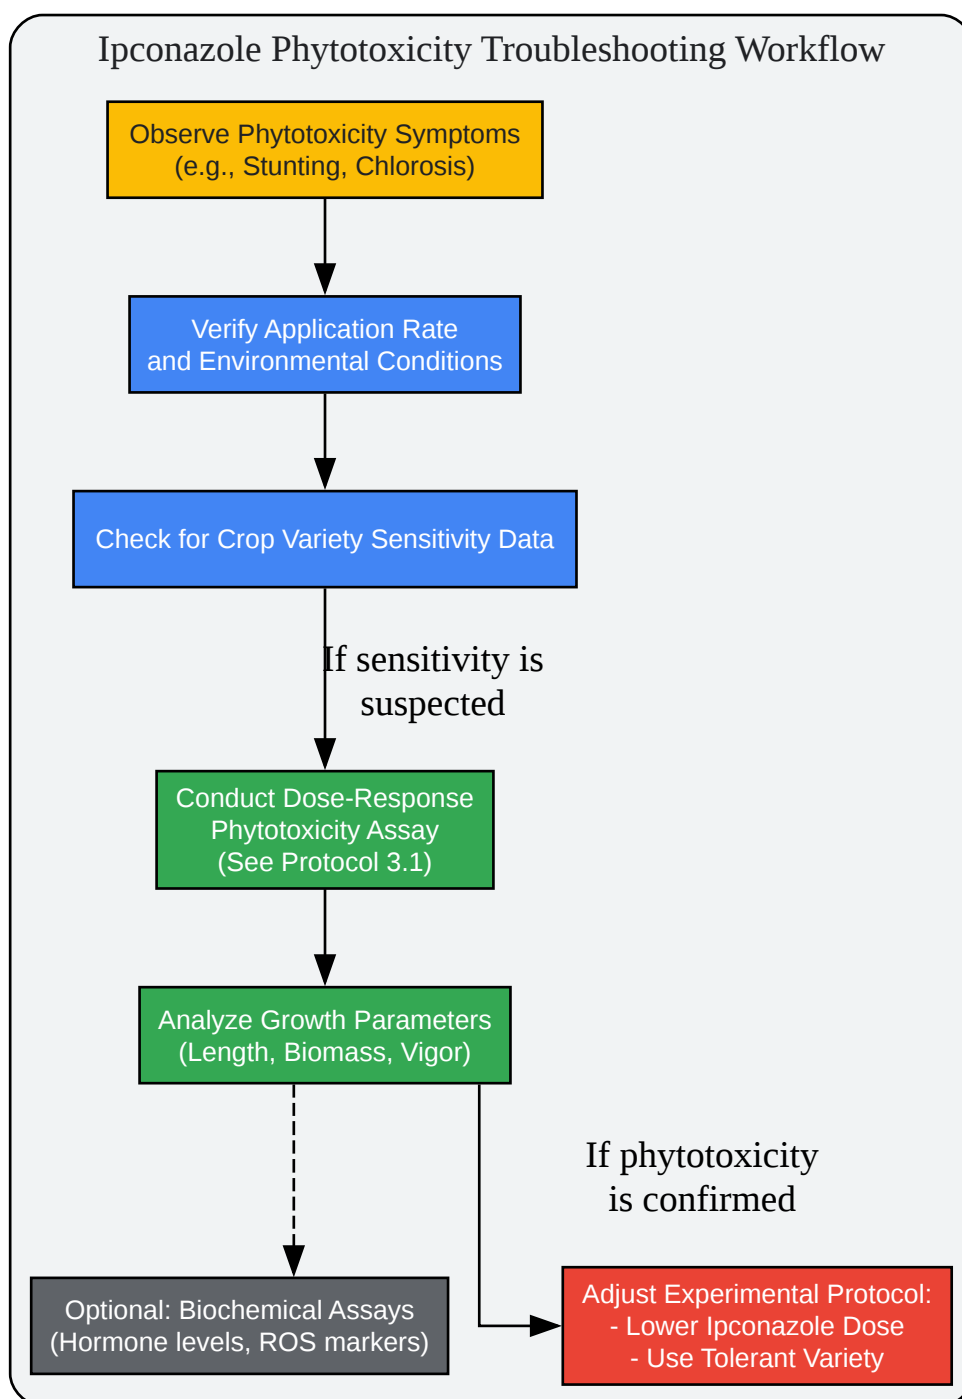 Ipconazole Phytotoxicity Troubleshooting Workflow
Observe Phytotoxicity Symptoms
(e.g., Stunting, Chlorosis)
Verify Application Rate
and Environmental Conditions
Check for Crop Variety Sensitivity Data
If sensitivity is
suspected
Conduct Dose-Response
Phytotoxicity Assay
(See Protocol 3.1)
Analyze Growth Parameters
(Length, Biomass, Vigor)
If phytotoxicity
is confirmed
Optional: Biochemical Assays
(Hormone levels, ROS markers)
Adjust Experimental Protocol:
- Lower Ipconazole Dose
- Use Tolerant Variety